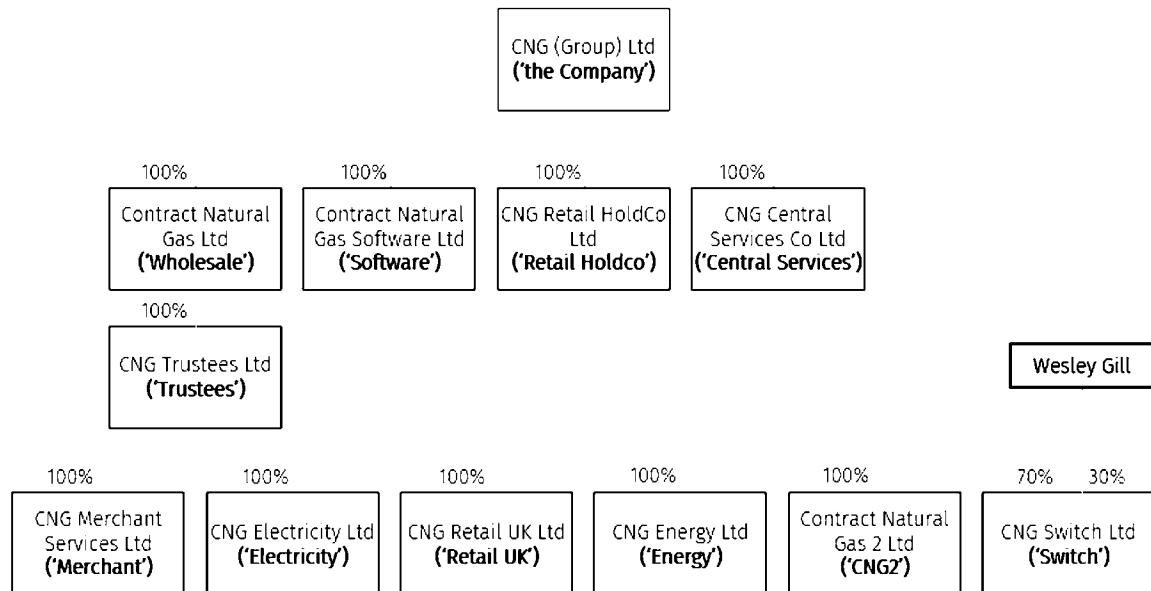 CNG (Group) Ltd
('the Company')
100%
100%
100%
100%
Contract Natural
Gas Ltd
('Wholesale')
Contract Natural
Gas Software Ltd
('Software')
CNG Retail HoldCo
Ltd
('Retail Holdco')
CNG Central
Services Co Ltd
('Central Services')
100%
CNG Trustees Ltd
('Trustees')
Wesley Gill
100%
100%
100%
100%
100%
70%
30%
CNG Merchant
Services Ltd
('Merchant')
CNG Electricity Ltd
('Electricity')
CNG Retail UK Ltd
('Retail UK')
CNG Energy Ltd
('Energy')
Contract Natural
Gas 2 Ltd
('CNG2')
CNG Switch Ltd
('Switch')